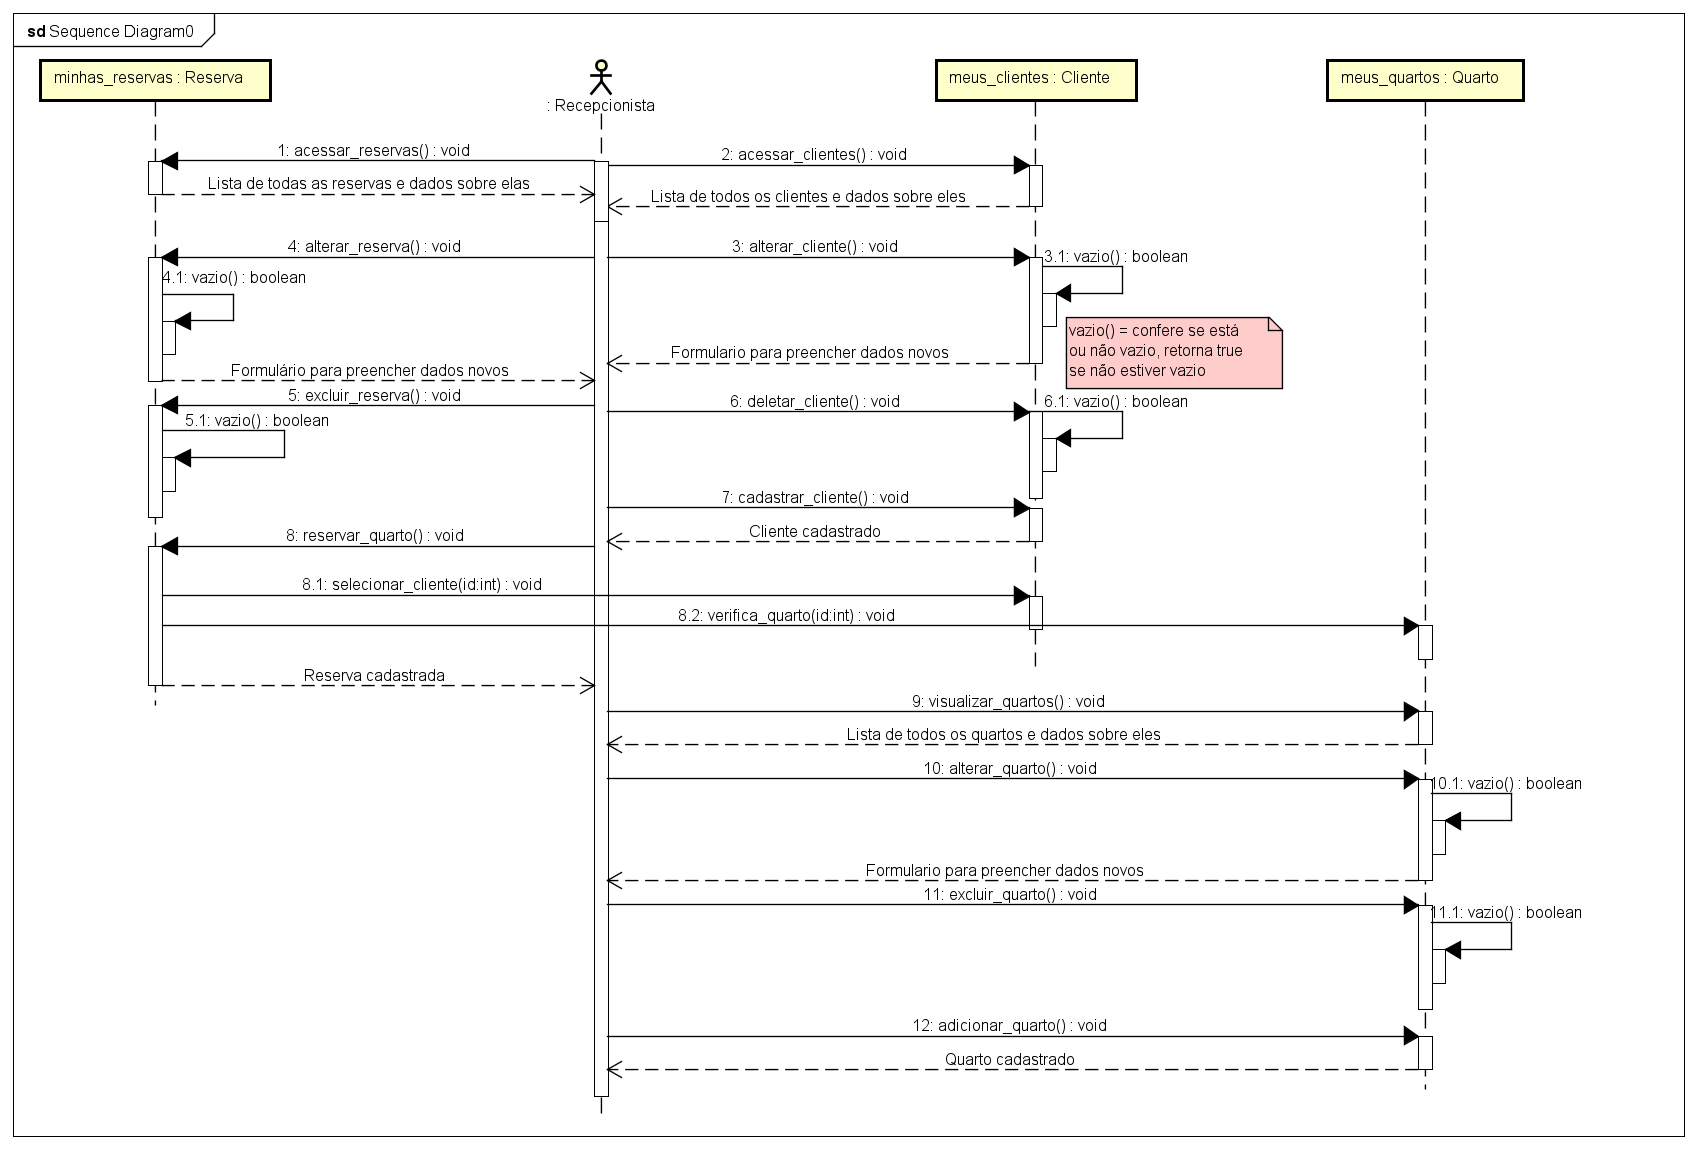 sd Sequence Diagram0
minhas_reservas : Reserva
: Recepcionista
meus_clientes : Cliente
meus_quartos : Quarto
1: acessar_reservas() : void
2: acessar_clientes() : void
Lista de todas as reservas e dados sobre elas
Lista de todos os clientes e dados sobre eles
4: alterar_reserva() : void
3: alterar_cliente() : void
3.1: vazio() : boolean
4.1: vazio() : boolean
vazio() = confere se está
ou não vazio, retorna true
se não estiver vazio
Formulario para preencher dados novos
Formulário para preencher dados novos
5: excluir_reserva() : void
6: deletar_cliente() : void
6.1: vazio() : boolean
5.1: vazio() : boolean
7: cadastrar_cliente() : void
Cliente cadastrado
8: reservar_quarto() : void
8.1: selecionar_cliente(id:int) : void
8.2: verifica_quarto(id:int) : void
Reserva cadastrada
9: visualizar_quartos() : void
Lista de todos os quartos e dados sobre eles
10: alterar_quarto() : void
10.1: vazio() : boolean
Formulario para preencher dados novos
11: excluir_quarto() : void
11.1: vazio() : boolean
12: adicionar_quarto() : void
Quarto cadastrado